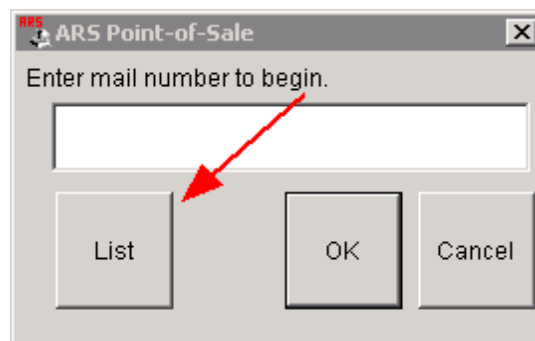 ARS
ARS Point-of-Sale
Enter mail number to begin.
List
OK
Cancel